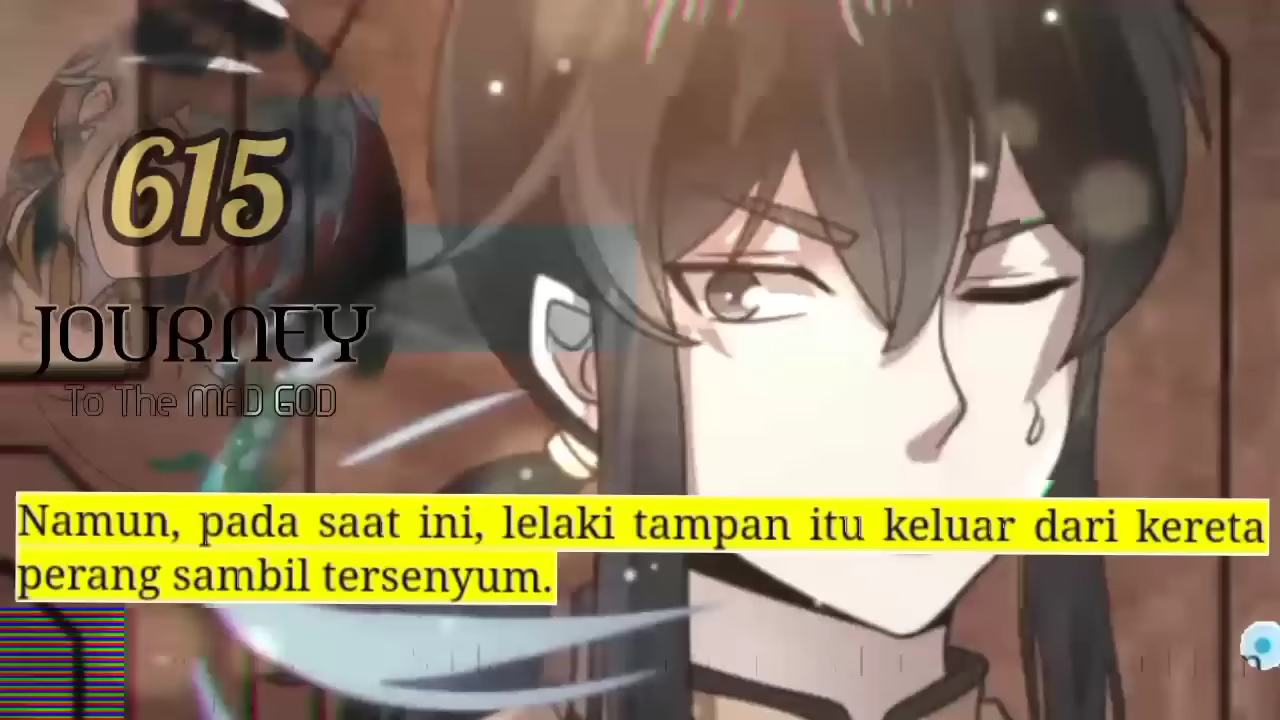 615
JOURNEY
To The MAD GOD
Namun, pada saat ini, lelaki tampan itu keluar dari kereta
perang sambil tersenyum.